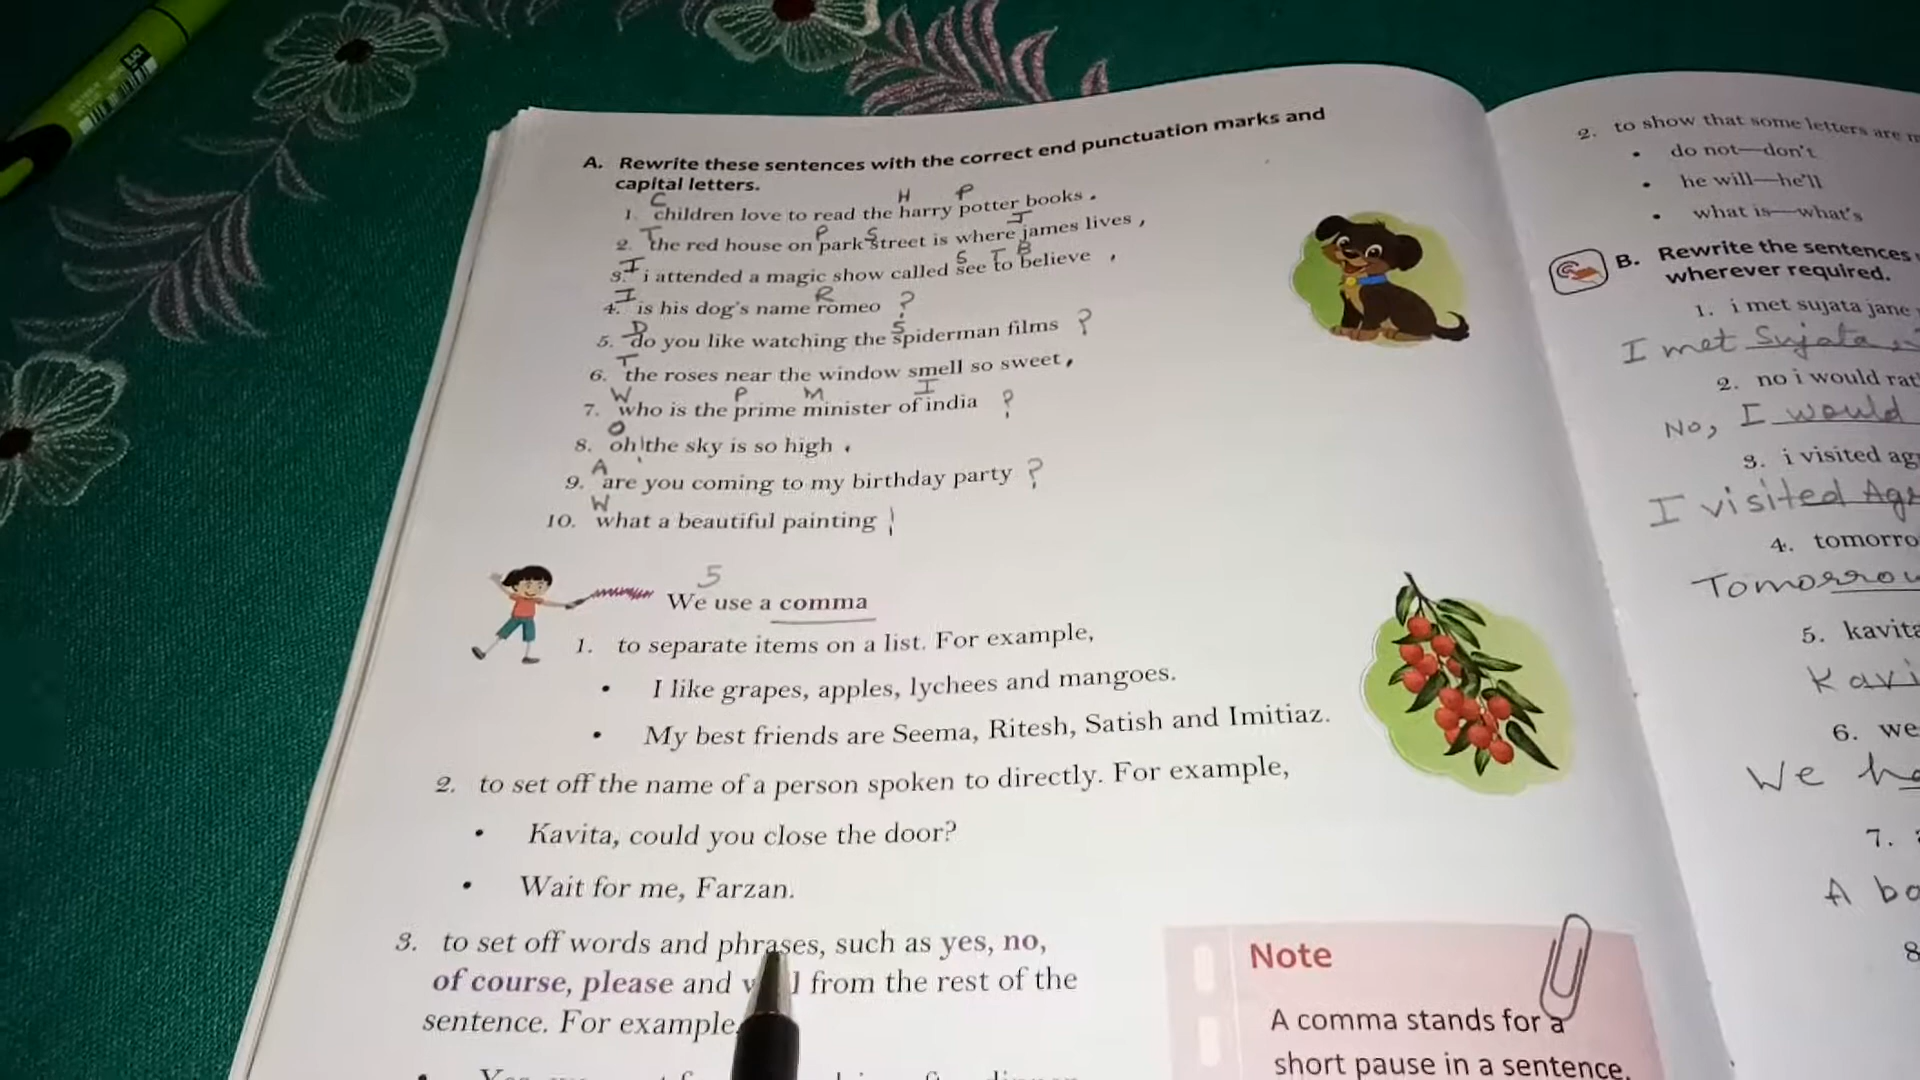 A. Rewrite these sentences with the correct end punctuation marks and
capital letters.
C H P
1. children love to read the harry potter books .
T P S J
2. the red house on park street is where james lives ,
I S T B
3. i attended a magic show called see to believe ,
I R
4. is his dog's name romeo ?
D S
5. do you like watching the spiderman films ?
T
6. the roses near the window smell so sweet ,
W P M I
7. who is the prime minister of india ?
O
8. oh! the sky is so high .
A
9. are you coming to my birthday party ?
W
10. what a beautiful painting !
5
We use a comma
1. to separate items on a list. For example,
• I like grapes, apples, lychees and mangoes.
• My best friends are Seema, Ritesh, Satish and Imitiaz.
2. to set off the name of a person spoken to directly. For example,
• Kavita, could you close the door?
• Wait for me, Farzan.
3. to set off words and phrases, such as yes, no,
of course, please and from the rest of the
sentence. For example
Note
A comma stands for a
short pause in a sentence.
2. to show that some letters are
• do not—don't
• he will—he'll
• what is—what's
B. Rewrite the sentences
wherever required.
1. i met sujata jane
I met Sujata,
2. no i would
No, I would
3. i visited
I visited
4.
5. kavita
6. we
We
7.
A
8
BLACK